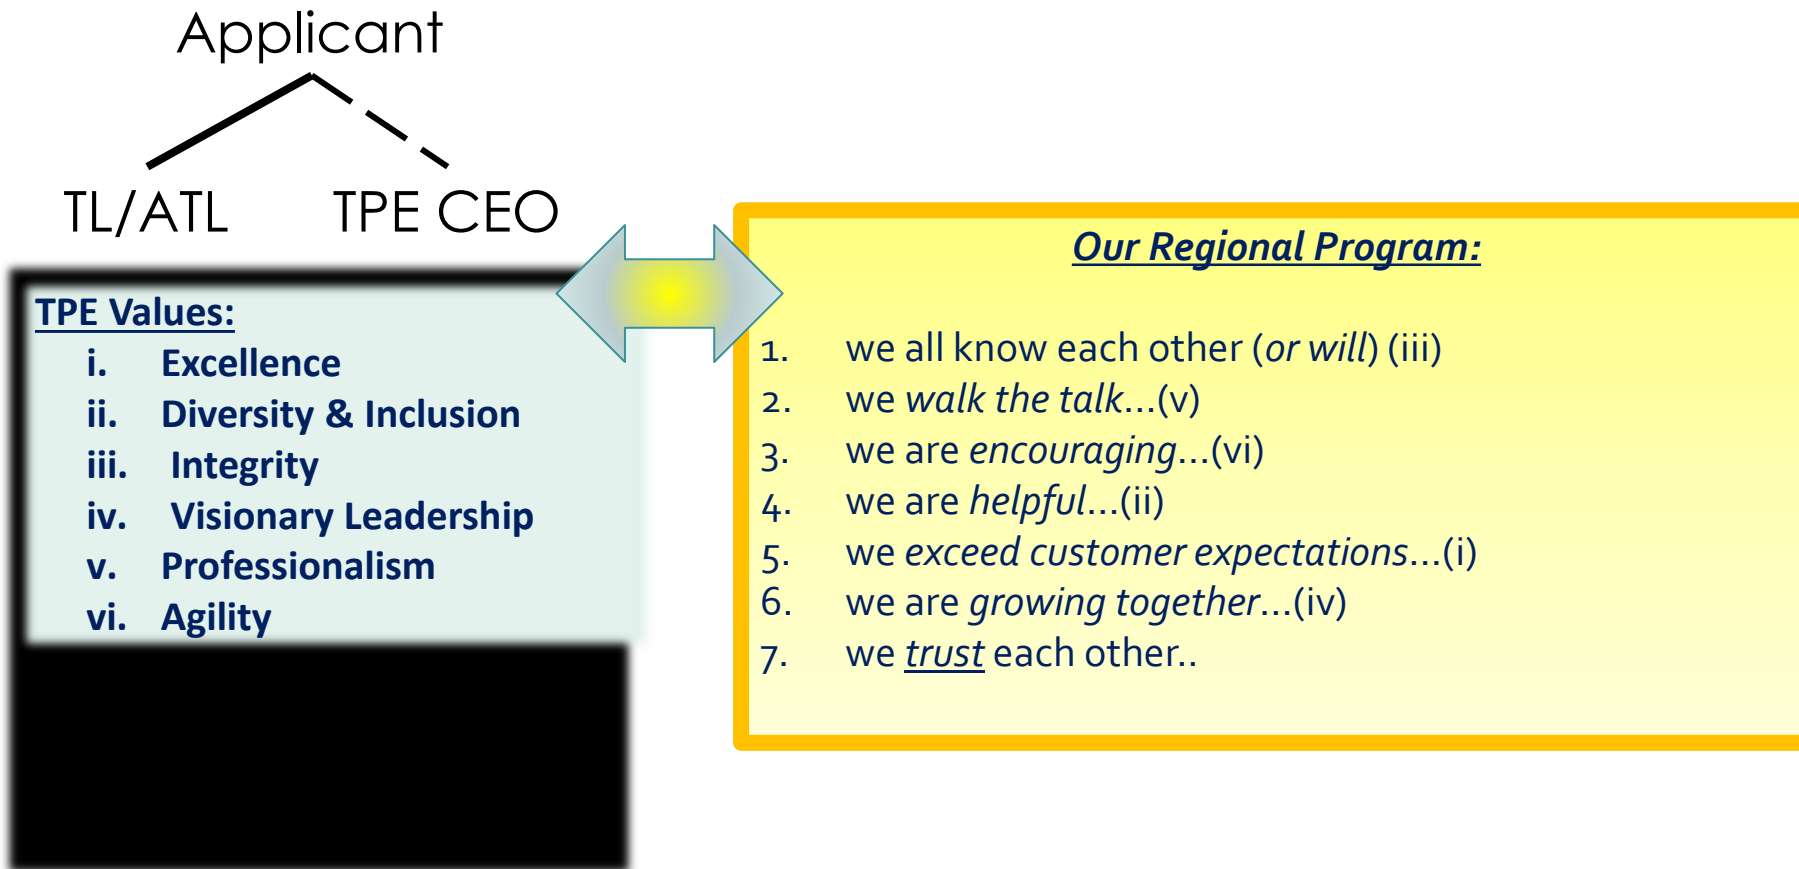 Applicant
TL/ATL TPE CEO
TPE Values:
i. Excellence
ii. Diversity & Inclusion
iii. Integrity
iv. Visionary Leadership
v. Professionalism
vi. Agility
Our Regional Program:
1. we all know each other (or will) (iii)
2. we walk the talk...(v)
3. we are encouraging...(vi)
4. we are helpful...(ii)
5. we exceed customer expectations...(i)
6. we are growing together...(iv)
7. we trust each other..